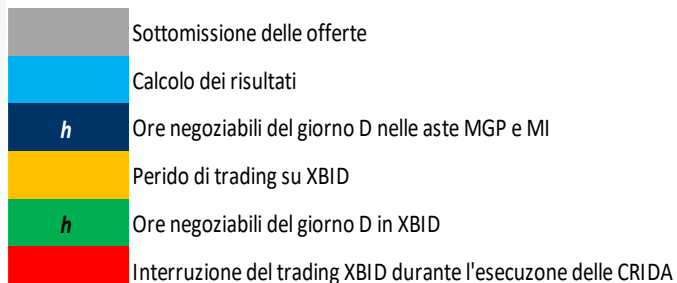 Sottomissione delle offerte
Calcolo dei risultati
h Ore negoziabili del giorno D nelle aste MGP e MI
Perido di trading su XBID
h Ore negoziabili del giorno D in XBID
Interruzione del trading XBID durante l'esecuzone delle CRIDA